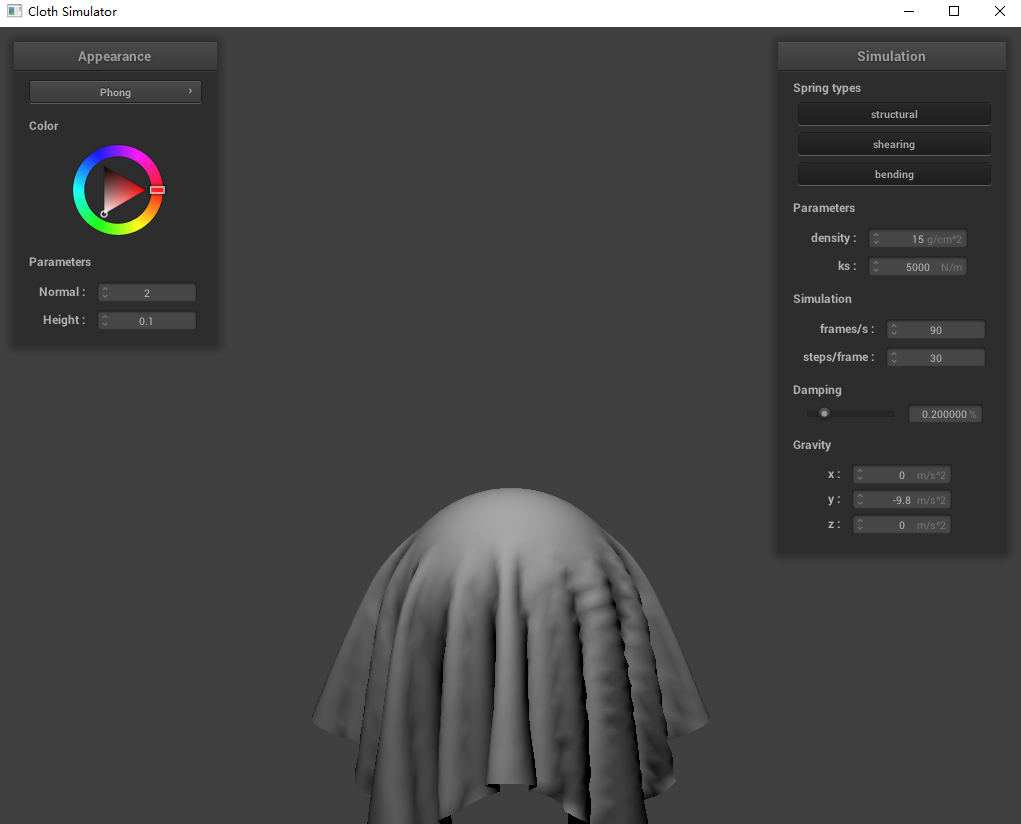 Cloth Simulator
Appearance
Phong
Color
Parameters
Normal : 2
Height : 0.1
Simulation
Spring types
structural
shearing
bending
Parameters
density : 15 g/cm^2
ks : 5000 N/m
Simulation
frames/s : 90
steps/frame : 30
Damping
0.200000 %
Gravity
x : 0 m/s^2
y : -9.8 m/s^2
z : 0 m/s^2